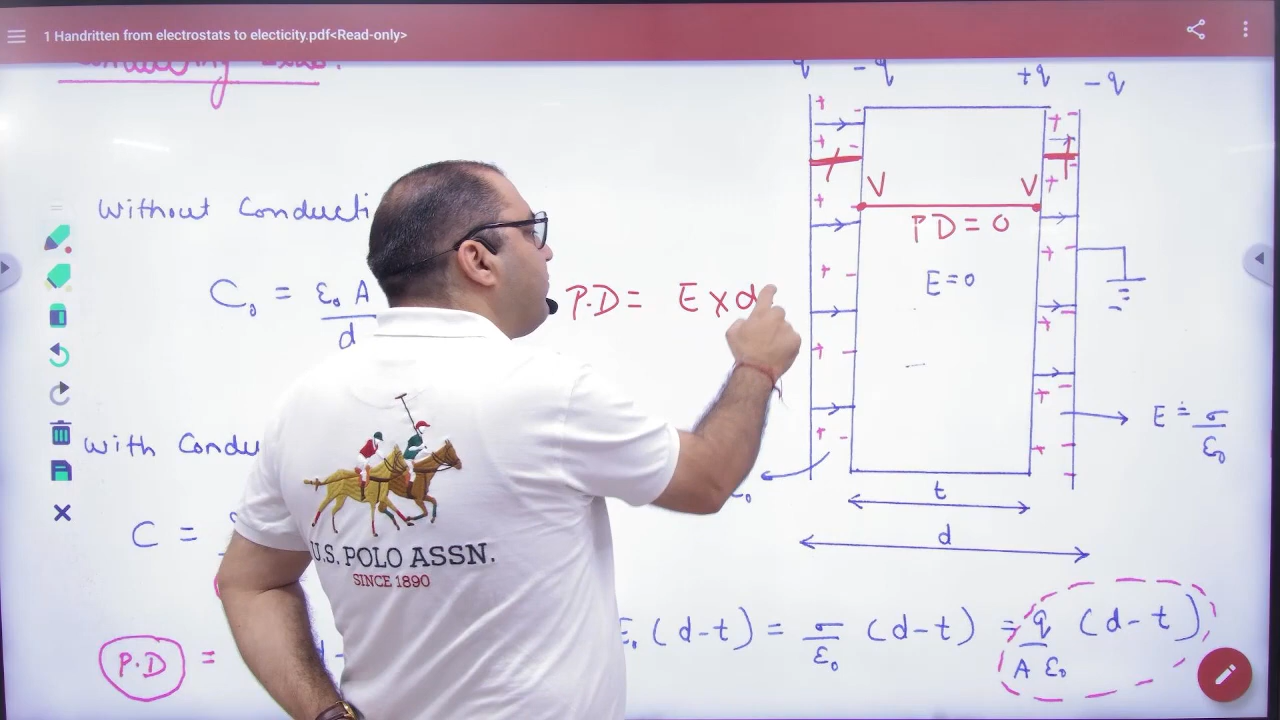 1 Handritten from electrostats to electicity.pdf<Read-only>
q - q +q - q
Without Conducti
V V
PD = 0
E = 0
C₀ = ε₀ A
d
P.D = E × d
With Condu
E = σ
ε₀
t
d
C =
U.S. POLO ASSN.
SINCE 1890
P.D = d -
E₀ (d-t) = σ (d-t) = q (d-t)
ε₀ A ε₀